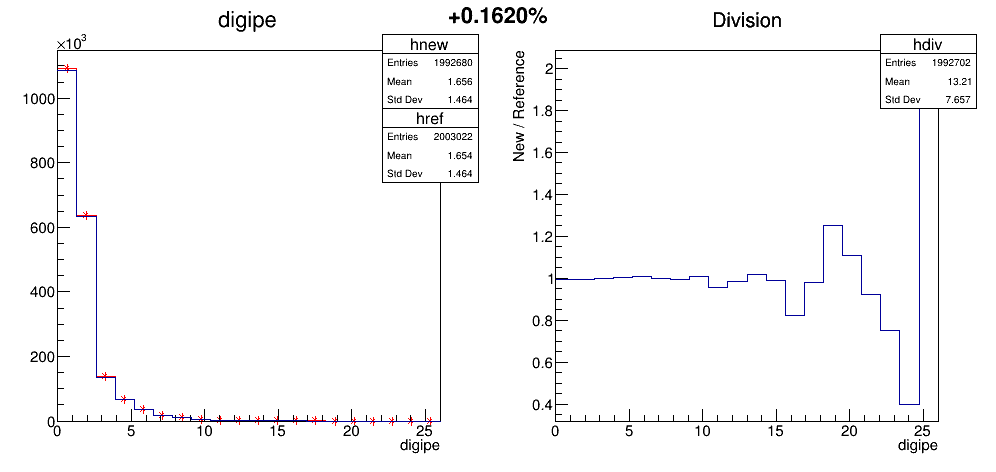 digipe
+0.1620%
Division
×10³
hnew
Entries 1992680
Mean 1.656
Std Dev 1.464
href
Entries 2003022
Mean 1.654
Std Dev 1.464
1000
800
600
400
200
0
0 5 10 15 20 25
digipe
hdiv
Entries 1992702
Mean 13.21
Std Dev 7.657
New / Reference
2
1.8
1.6
1.4
1.2
1
0.8
0.6
0.4
0 5 10 15 20 25
digipe